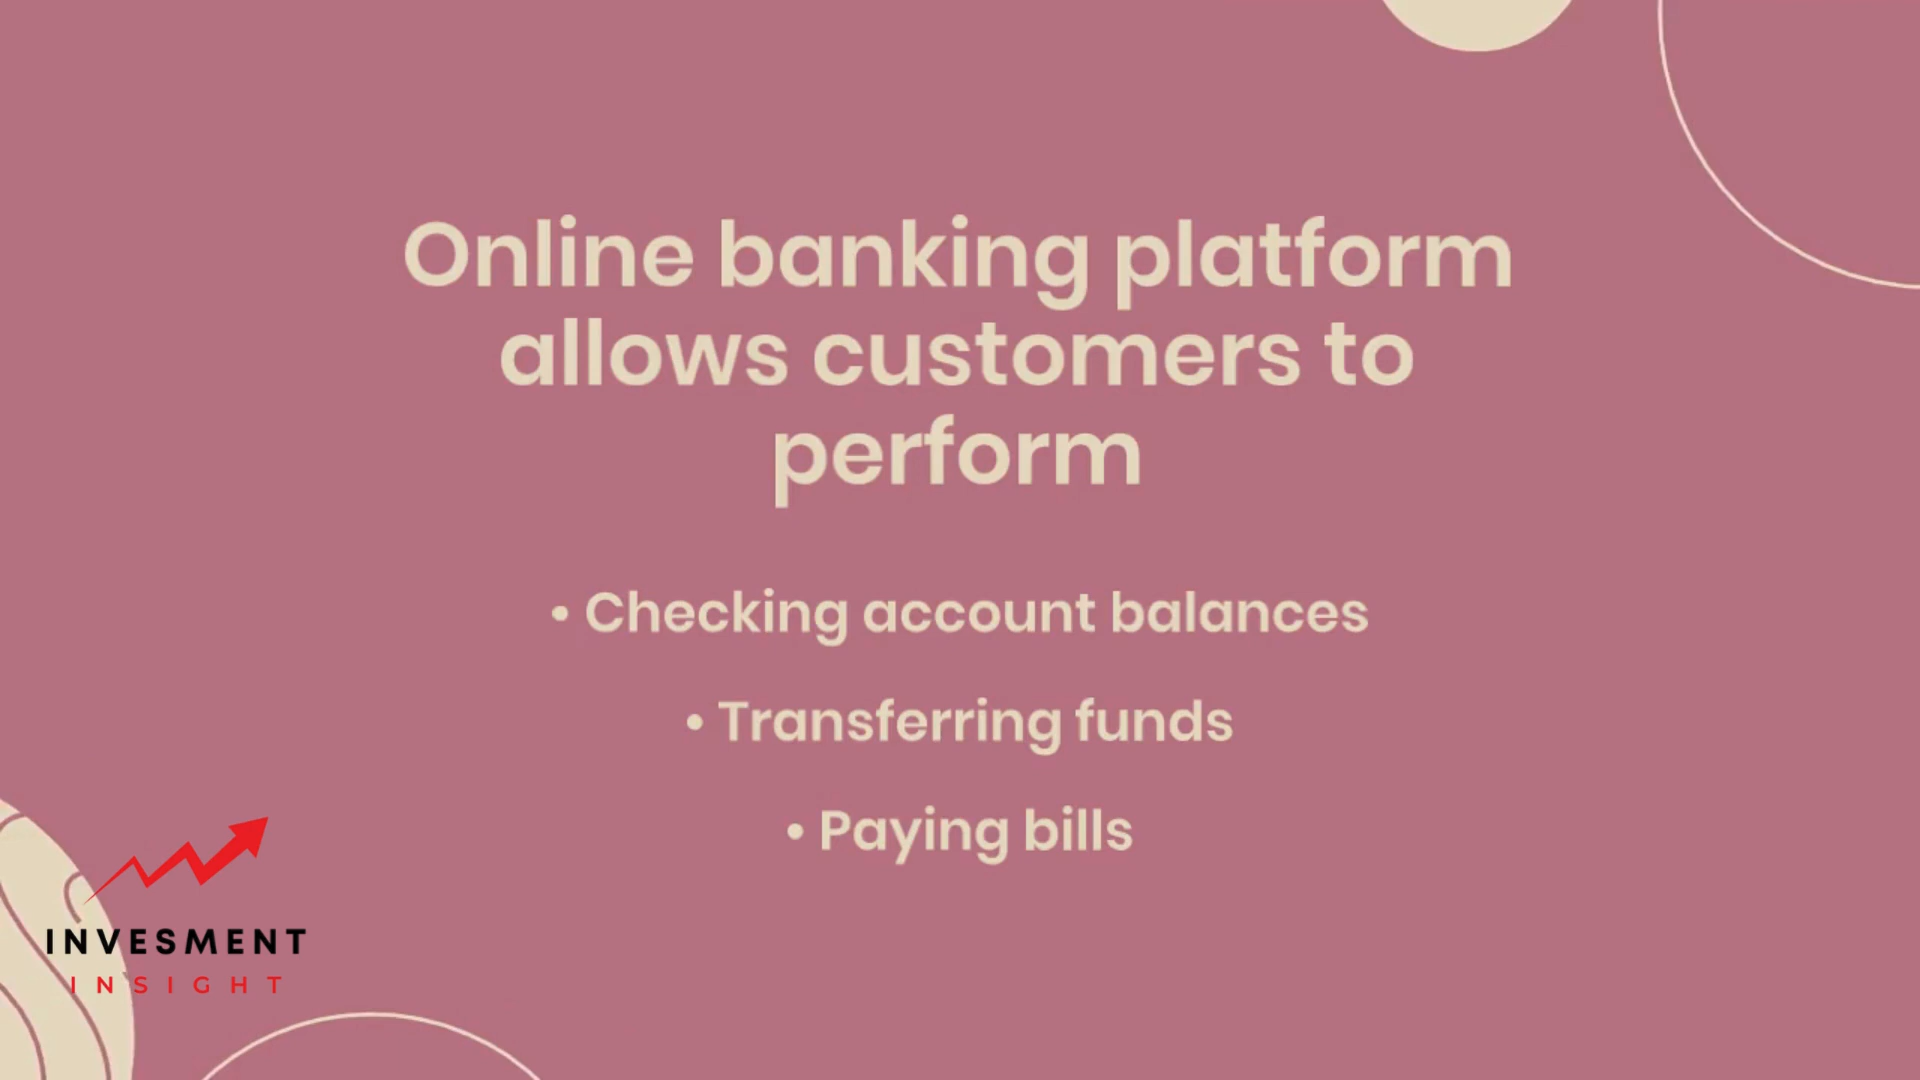 Online banking platform
allows customers to
perform
• Checking account balances
• Transferring funds
• Paying bills
INVESMENT
INSIGHT